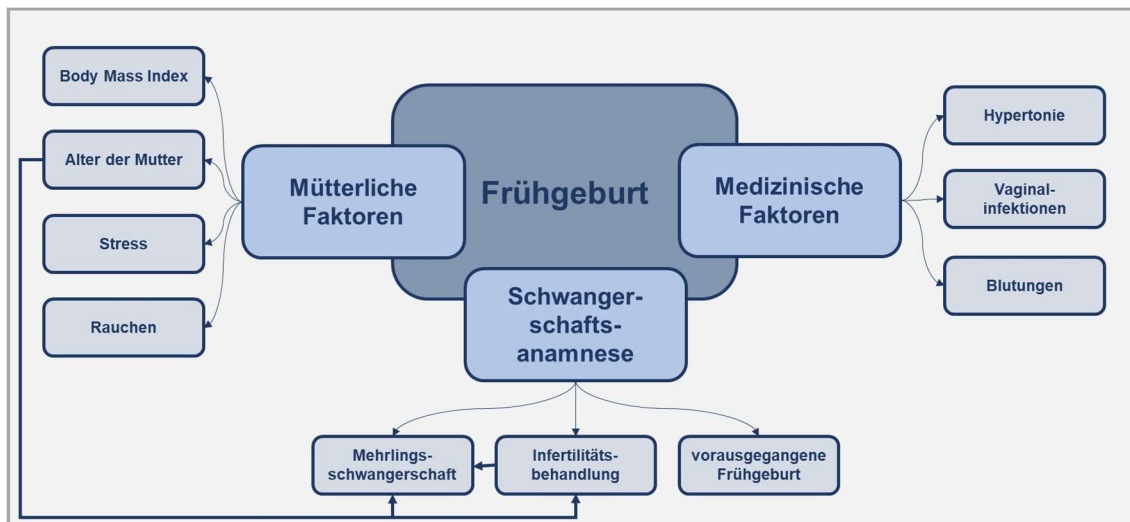 Body Mass Index
Alter der Mutter
Stress
Rauchen
Mütterliche
Faktoren
Frühgeburt
Medizinische
Faktoren
Schwanger-
schafts-
anamnese
Hypertonie
Vaginal-
infektionen
Blutungen
Mehrlings-
schwangerschaft
Infertilitäts-
behandlung
vorausgegangene
Frühgeburt